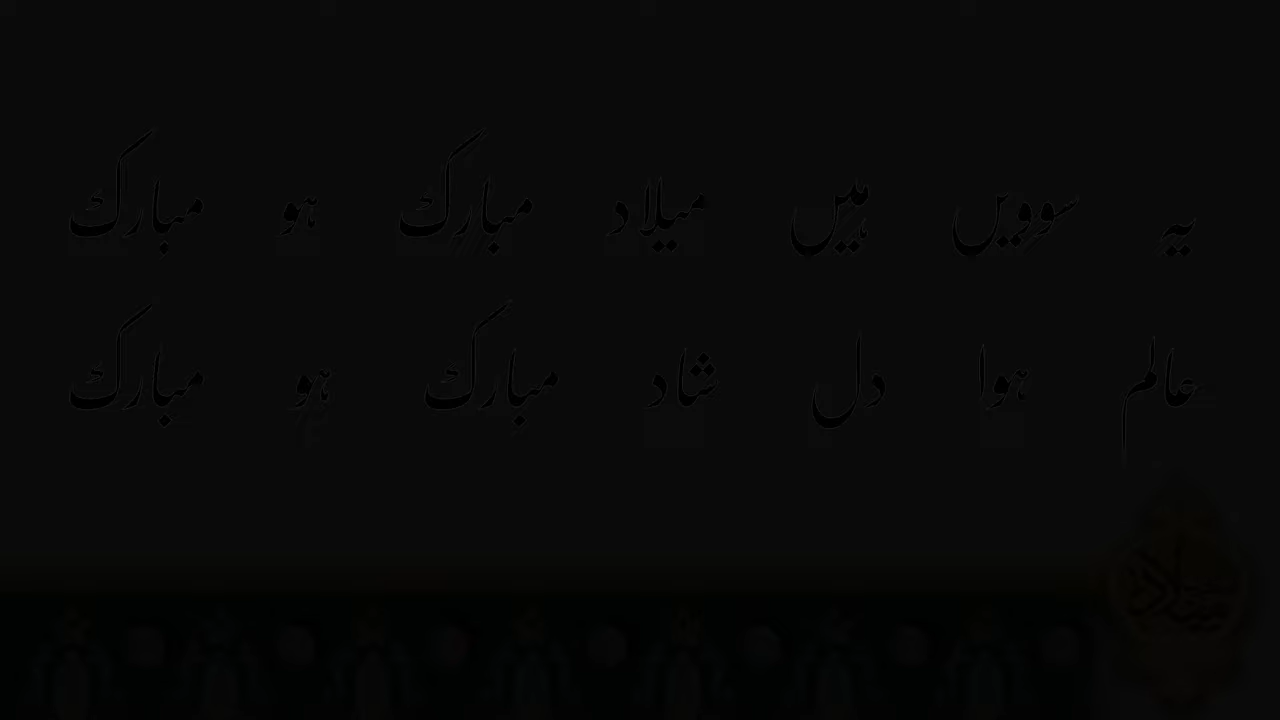 یہ سوویں ہیں میلاد مبارک ہو مبارک
عالم ہوا دل شاد مبارک ہو مبارک